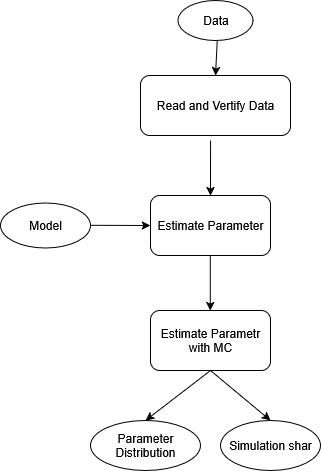 Data
Read and Vertify Data
Model
Estimate Parameter
Estimate Parametr
with MC
Parameter
Distribution
Simulation shar